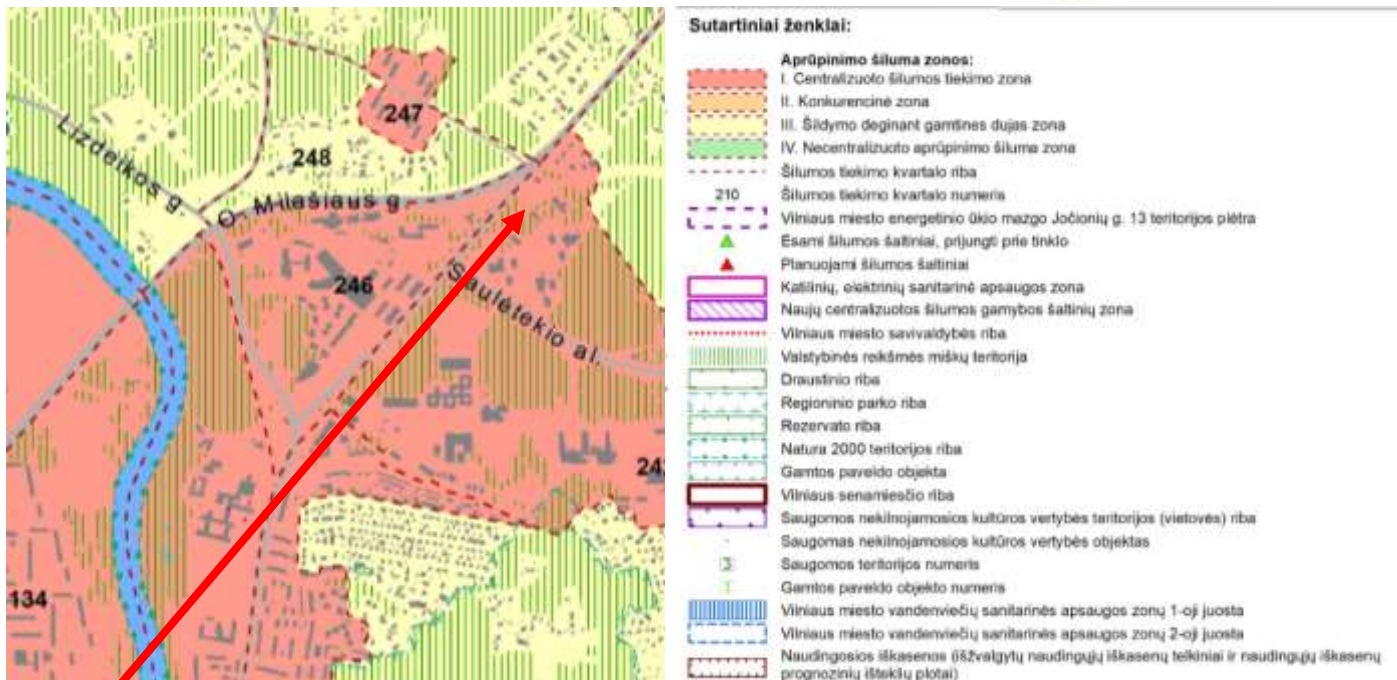 Lizdeikos g.
247
248
O. Milašiaus g.
246
Saulėtekio al.
134
Sutartiniai ženklai:
Aprūpinimo šiluma zonos:
I. Centralizuoto šilumos tiekimo zona
II. Konkurencinė zona
III. Šildymo deginant gamtines dujas zona
IV. Necentralizuoto aprūpinimo šiluma zona
Šilumos tiekimo kvartalo riba
210 Šilumos tiekimo kvartalo numeris
Vilniaus miesto energetinio ūkio mazgo Jočionių g. 13 teritorijos plėtra
Esami šilumos šaltiniai, prijungti prie tinklo
Planuojami šilumos šaltiniai
Katilinių, elektrinių sanitarinė apsaugos zona
Naujų centralizuotos šilumos gamybos šaltinių zona
Vilniaus miesto savivaldybės riba
Valstybinės reikšmės miškų teritorija
Draustinio riba
Regioninio parko riba
Rezervato riba
Natura 2000 teritorijos riba
Gamtos paveldo objekta
Vilniaus senamiesčio riba
Saugomos nekilnojamosios kultūros vertybės teritorijos (vietovės) riba
Saugomas nekilnojamosios kultūros vertybės objektas
Saugomos teritorijos numeris
Gamtos paveldo objekto numeris
Vilniaus miesto vandenviečių sanitarinės apsaugos zonų 1-oji juosta
Vilniaus miesto vandenviečių sanitarinės apsaugos zonų 2-oji juosta
Naudingosios iškasenos (išžvalgytų naudingųjų iškasenų telkiniai ir naudingųjų iškasenų
prognozinių išteklių plotai)